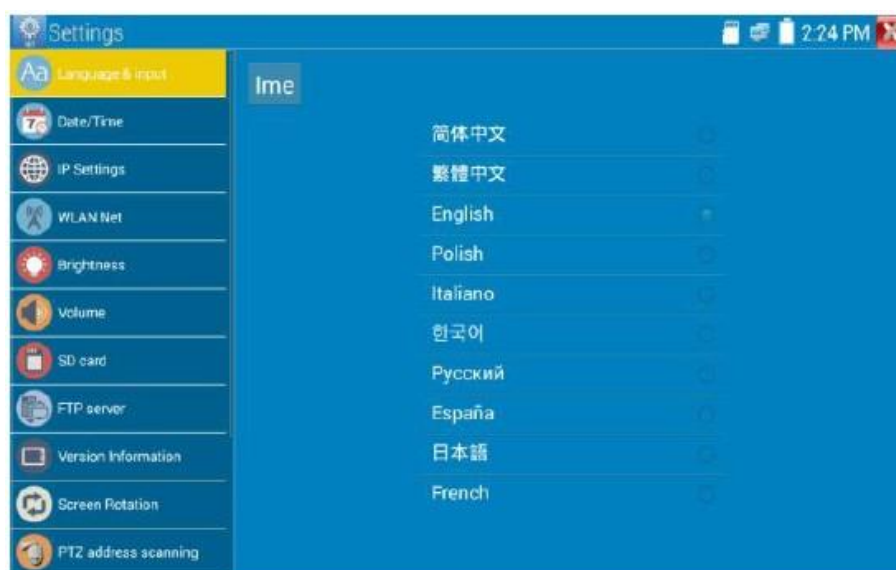 Settings
2:24 PM
Language & input
Date/Time
IP Settings
WLAN Net
Brightness
Volume
SD card
FTP server
Version Information
Screen Rotation
PTZ address scanning
Ime
简体中文
繁體中文
English
Polish
Italiano
한국어
Русский
España
日本語
French